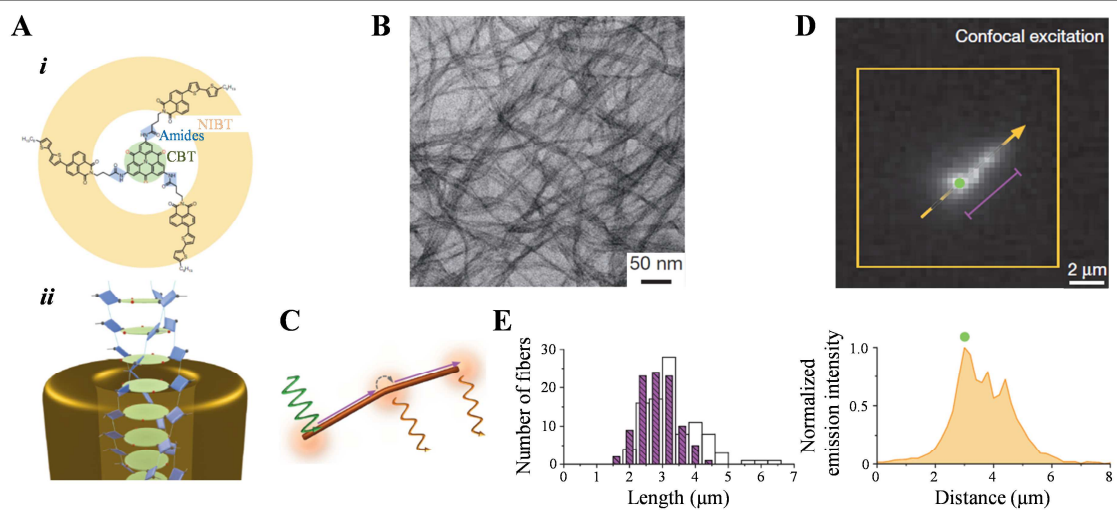 A
i
NIBT
Amides
CBT
ii
B
50 nm
C
D
Confocal excitation
2 μm
E
Number of fibers
30
20
10
0
0 1 2 3 4 5 6 7
Length (μm)
Normalized
emission intensity
1.0
0.5
0
0 2 4 6 8
Distance (μm)